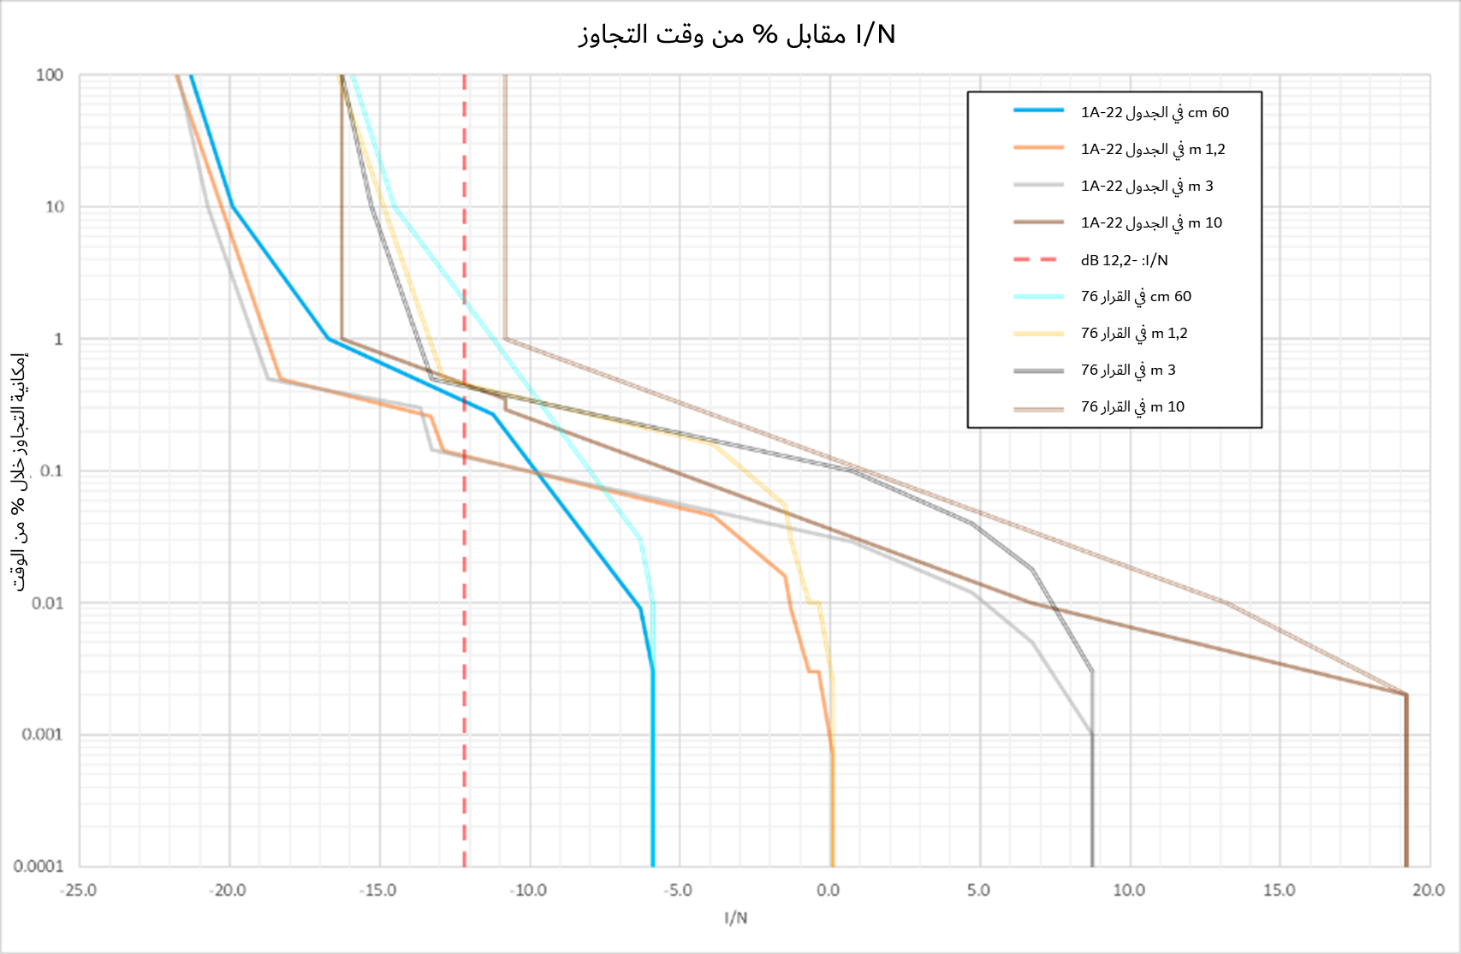 I/N مقابل % من وقت التجاوز
إمكانية التجاوز خلال % من الوقت
100
10
1
0.1
0.01
0.001
0.0001
60 cm في الجدول 22-1A
1,2 m في الجدول 22-1A
3 m في الجدول 22-1A
10 m في الجدول 22-1A
I/N: -12,2 dB
60 cm في القرار 76
1,2 m في القرار 76
3 m في القرار 76
10 m في القرار 76
-25.0 -20.0 -15.0 -10.0 -5.0 0.0 5.0 10.0 15.0 20.0
I/N